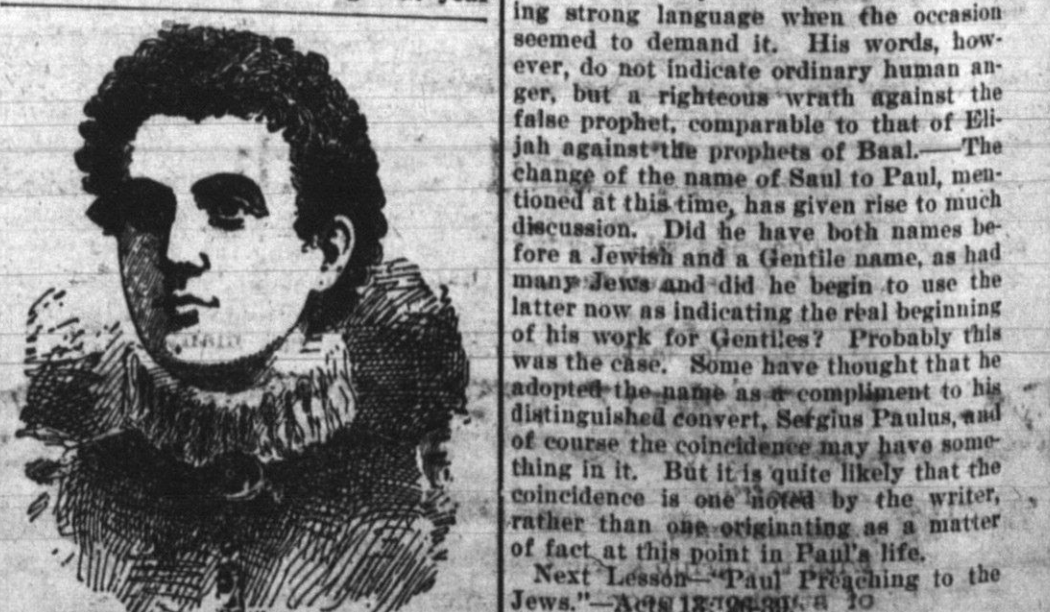 year
ing strong language when the occasion
seemed to demand it. His words, how-
ever, do not indicate ordinary human an-
ger, but a righteous wrath against the
false prophet, comparable to that of Eli-
jah against the prophets of Baal.—The
change of the name of Saul to Paul, men-
tioned at this time, has given rise to much
discussion. Did he have both names be-
fore a Jewish and a Gentile name, as had
many Jews and did he begin to use the
latter now as indicating the real beginning
of his work for Gentiles? Probably this
was the case. Some have thought that he
adopted the name as a compliment to his
distinguished convert, Sergius Paulus, and
of course the coincidence may have some-
thing in it. But it is quite likely that the
coincidence is one noted by the writer,
rather than one originating as a matter
of fact at this point in Paul's life.
Next Lesson—"Paul Preaching to the
Jews."—Acts